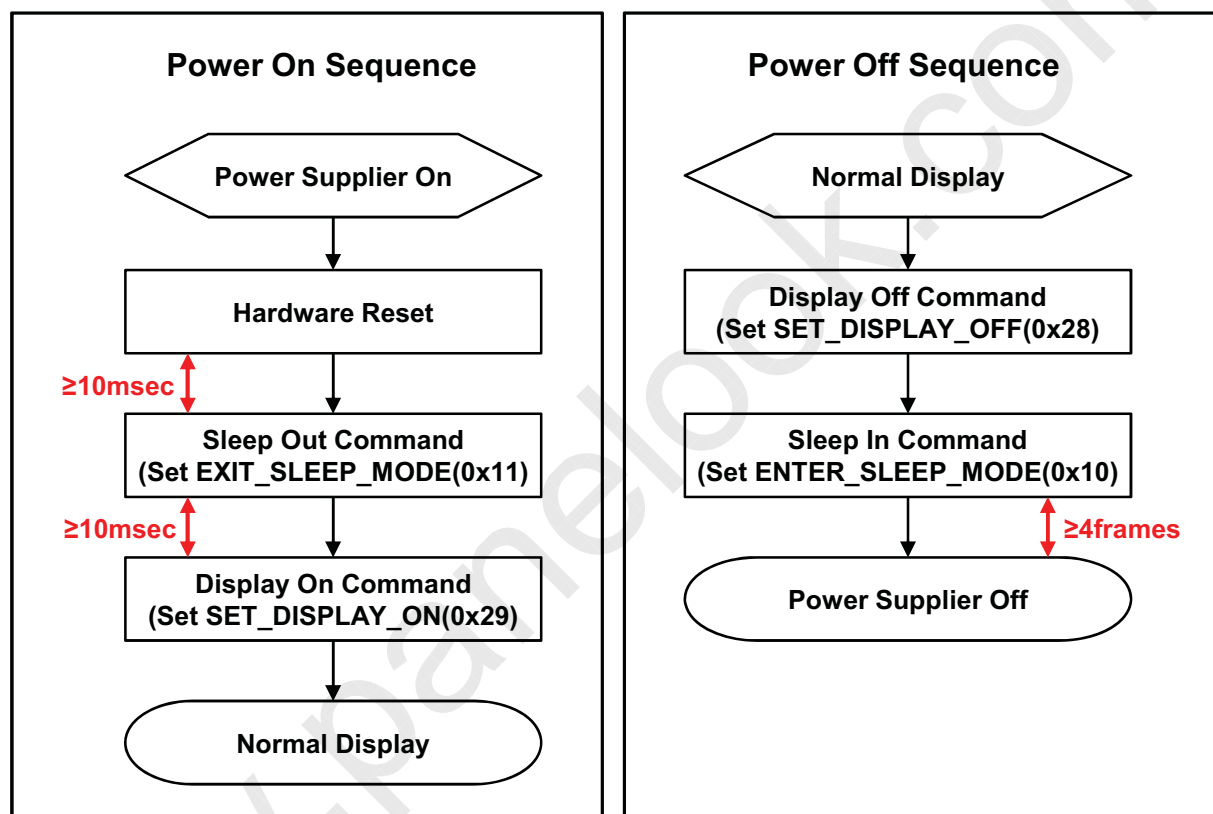 Power On Sequence
Power Supplier On
Hardware Reset
≥10msec
Sleep Out Command
(Set EXIT_SLEEP_MODE(0x11)
≥10msec
Display On Command
(Set SET_DISPLAY_ON(0x29)
Normal Display
Power Off Sequence
Normal Display
Display Off Command
(Set SET_DISPLAY_OFF(0x28)
Sleep In Command
(Set ENTER_SLEEP_MODE(0x10)
≥4frames
Power Supplier Off
.panelook.com